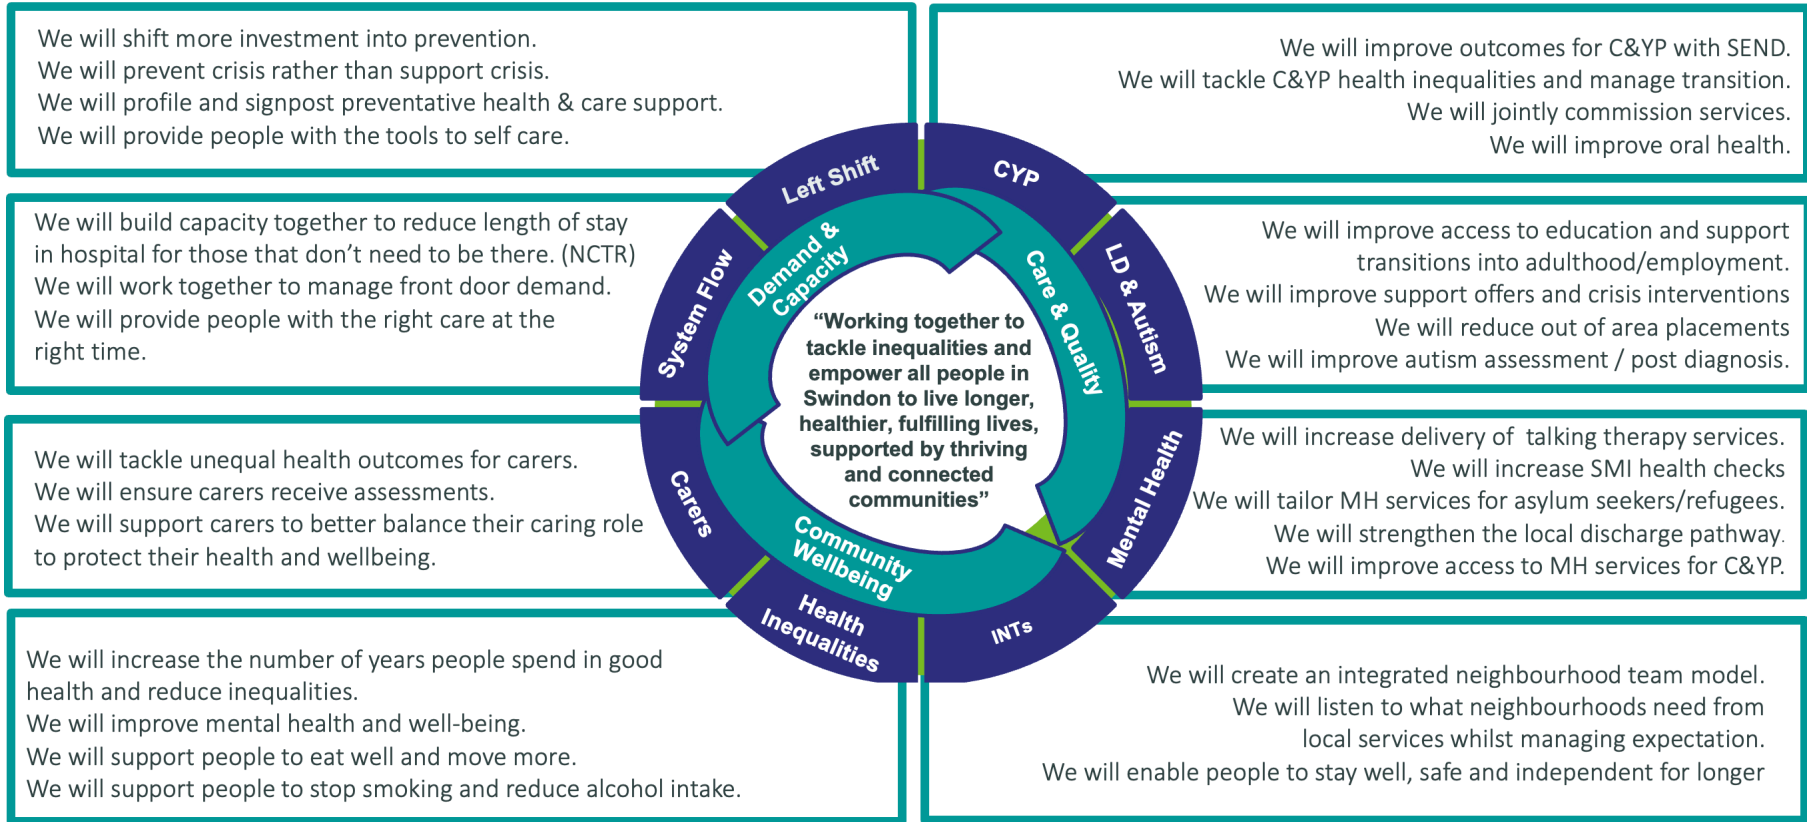 We will shift more investment into prevention.
We will prevent crisis rather than support crisis.
We will profile and signpost preventative health & care support.
We will provide people with the tools to self care.
We will improve outcomes for C&YP with SEND.
We will tackle C&YP health inequalities and manage transition.
We will jointly commission services.
We will improve oral health.
We will build capacity together to reduce length of stay
in hospital for those that don’t need to be there. (NCTR)
We will work together to manage front door demand.
We will provide people with the right care at the
right time.
We will improve access to education and support
transitions into adulthood/employment.
We will improve support offers and crisis interventions
We will reduce out of area placements
We will improve autism assessment / post diagnosis.
We will tackle unequal health outcomes for carers.
We will ensure carers receive assessments.
We will support carers to better balance their caring role
to protect their health and wellbeing.
We will increase delivery of  talking therapy services.
We will increase SMI health checks
We will tailor MH services for asylum seekers/refugees.
We will strengthen the local discharge pathway.
We will improve access to MH services for C&YP.
We will increase the number of years people spend in good
health and reduce inequalities.
We will improve mental health and well-being.
We will support people to eat well and move more.
We will support people to stop smoking and reduce alcohol intake.
We will create an integrated neighbourhood team model.
We will listen to what neighbourhoods need from
local services whilst managing expectation.
We will enable people to stay well, safe and independent for longer
Left Shift
CYP
LD & Autism
Mental Health
INTs
Health
Inequalities
Carers
System Flow
Demand &
Capacity
Care & Quality
Community
Wellbeing
“Working together to
tackle inequalities and
empower all people in
Swindon to live longer,
healthier, fulfilling lives,
supported by thriving
and connected
communities”